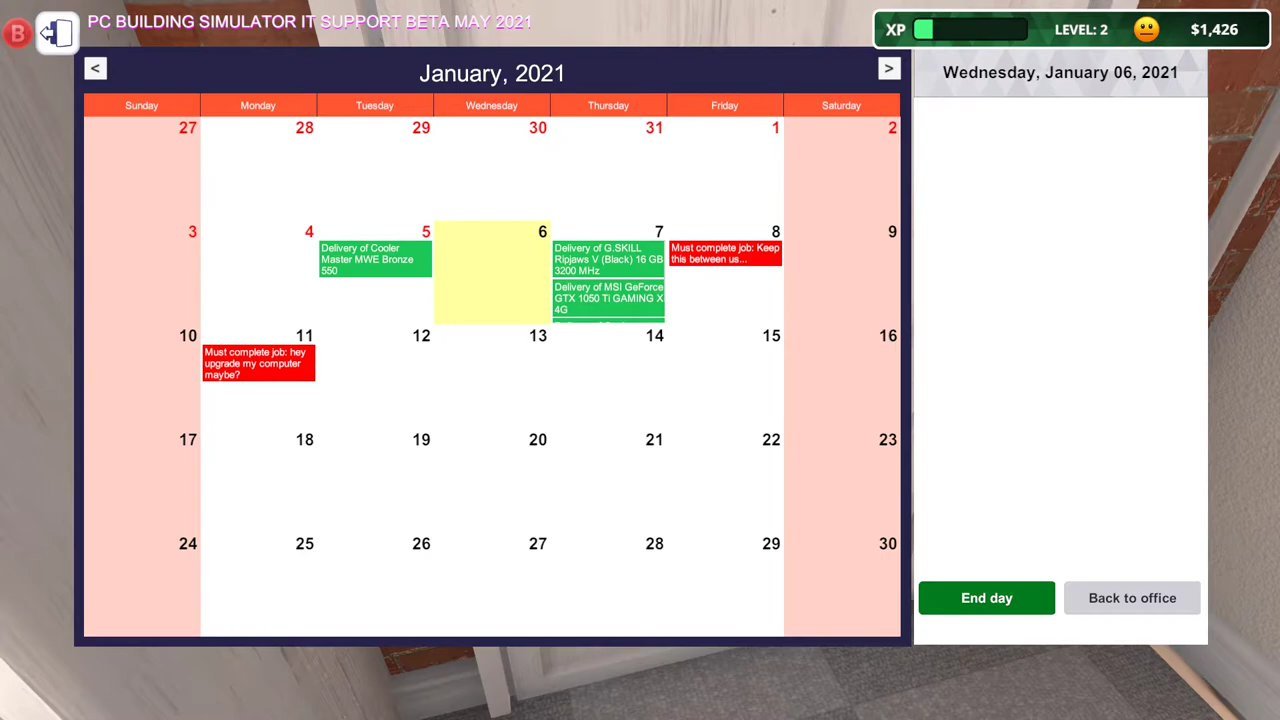 B
PC BUILDING SIMULATOR IT SUPPORT BETA MAY 2021
XP
LEVEL: 2
$1,426
<
January, 2021
>
Wednesday, January 06, 2021
Sunday
Monday
Tuesday
Wednesday
Thursday
Friday
Saturday
27
28
29
30
31
1
2
3
4
5
6
7
8
9
Delivery of Cooler
Master MWE Bronze
550
Delivery of G.SKILL
Ripjaws V (Black) 16 GB
3200 MHz
Delivery of MSI GeForce
GTX 1050 Ti GAMING X
4G
Must complete job: Keep
this between us...
10
11
12
13
14
15
16
Must complete job: hey
upgrade my computer
maybe?
17
18
19
20
21
22
23
24
25
26
27
28
29
30
End day
Back to office